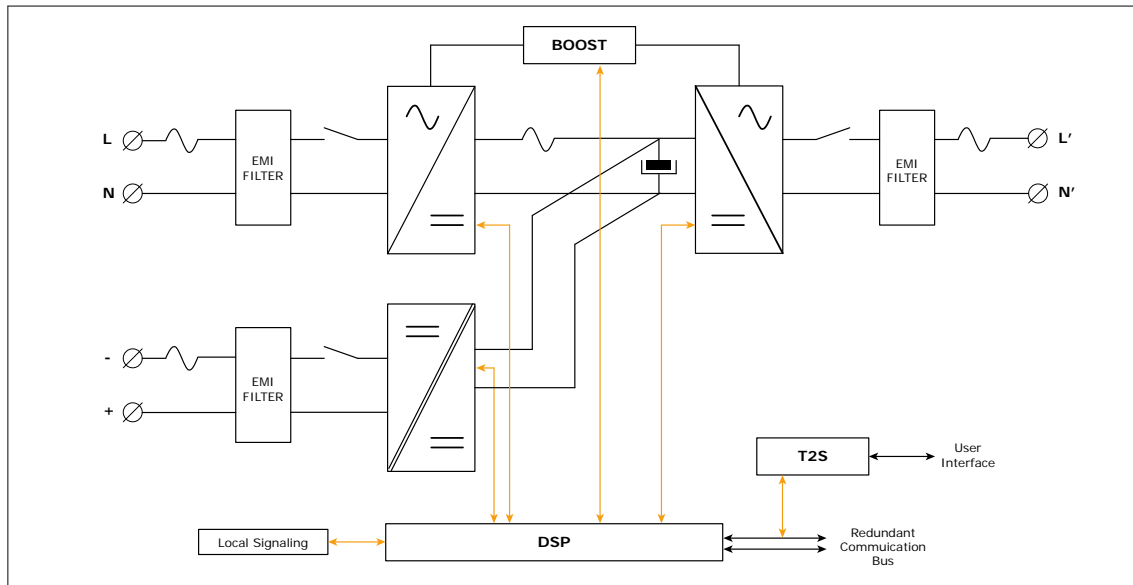 BOOST
L
N
EMI
FILTER
EMI
FILTER
L'
N'
-
+
EMI
FILTER
T2S
User
Interface
Local Signaling
DSP
Redundant
Commuication
Bus